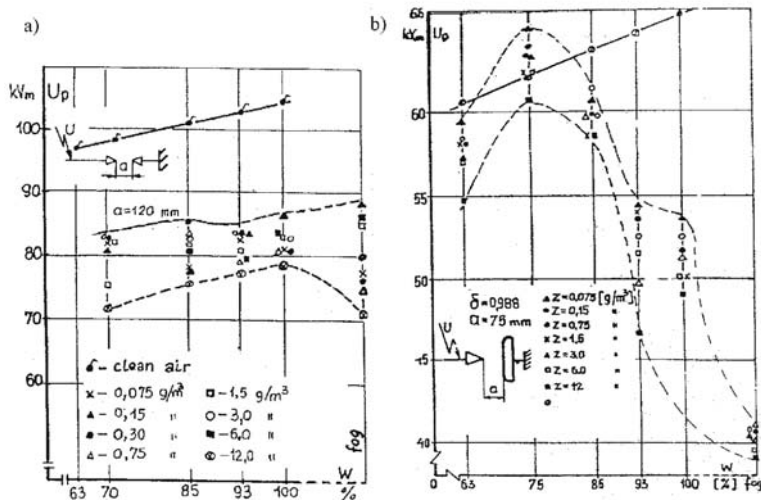 a)
kVm Up
100
90
80
70
60
U
a
a=120 mm
clean air
0,075 g/m³
0,15 "
0,30 "
0,75 "
1,5 g/m³
3,0 "
6,0 "
12,0 "
63 70 85 93 100 fog
W
%
b)
kVm Up
65
60
55
50
45
40
δ=0,988
a=75 mm
U
a
Z=0,075 [g/m³]
Z=0,15
Z=0,75
Z=1,5
Z=3.0
Z=6.0
Z=12
0 63 75 85 92 100
W
[%] fog